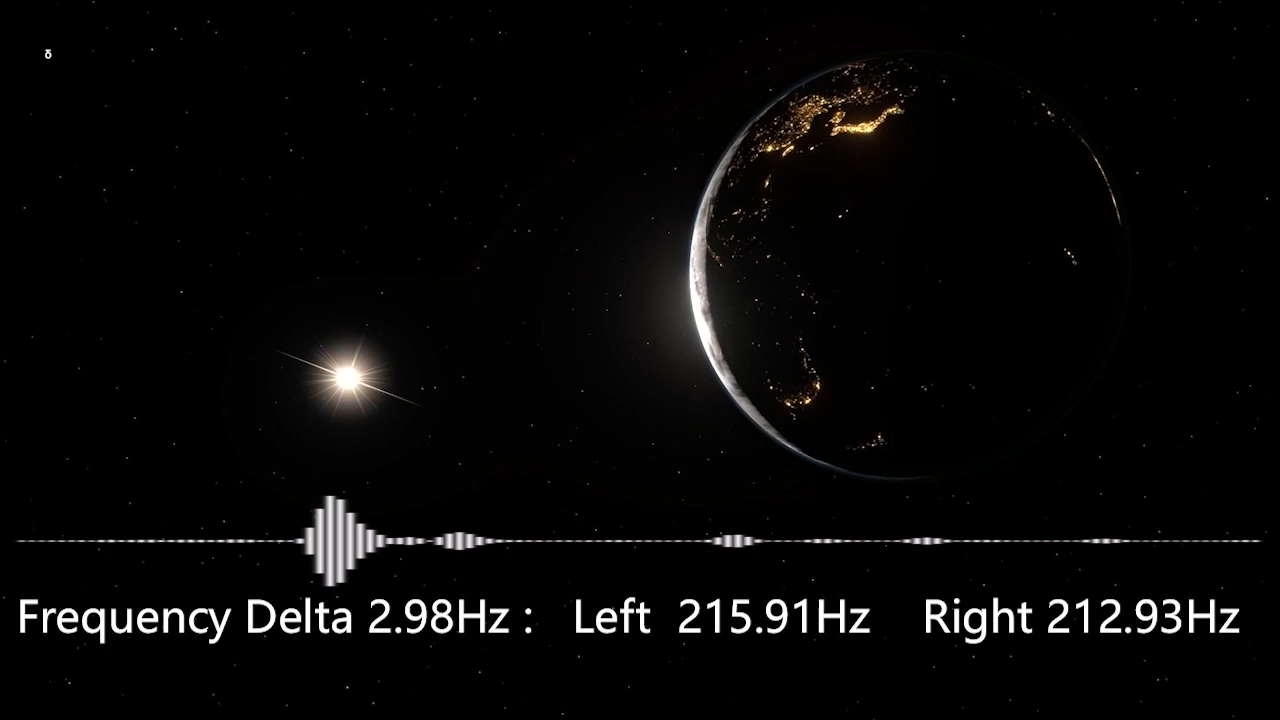 δ
Frequency Delta 2.98Hz : Left 215.91Hz Right 212.93Hz